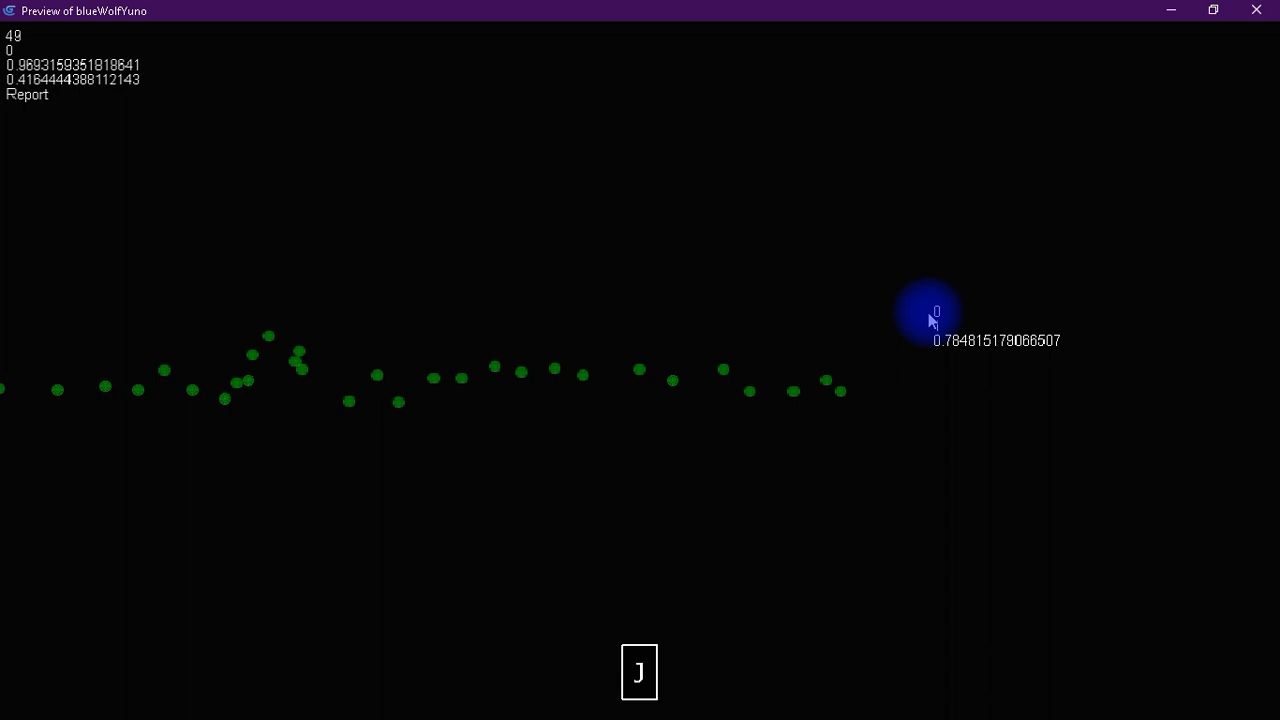 Preview of blueWolfYuno
49
0
0.9693159351818641
0.4164444388112143
Report
0
0.784815179066507
J